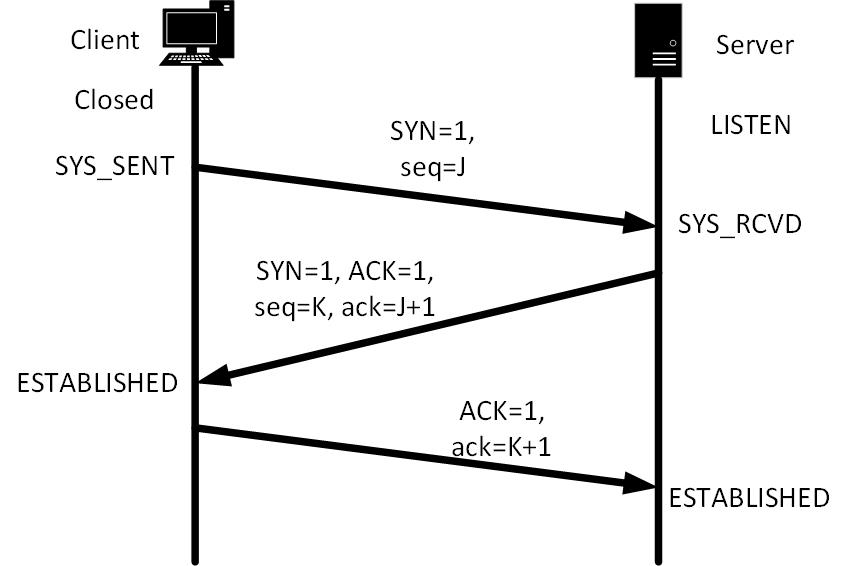 Client
Server
Closed
LISTEN
SYN=1,
seq=J
SYS_SENT
SYS_RCVD
SYN=1, ACK=1,
seq=K, ack=J+1
ESTABLISHED
ACK=1,
ack=K+1
ESTABLISHED